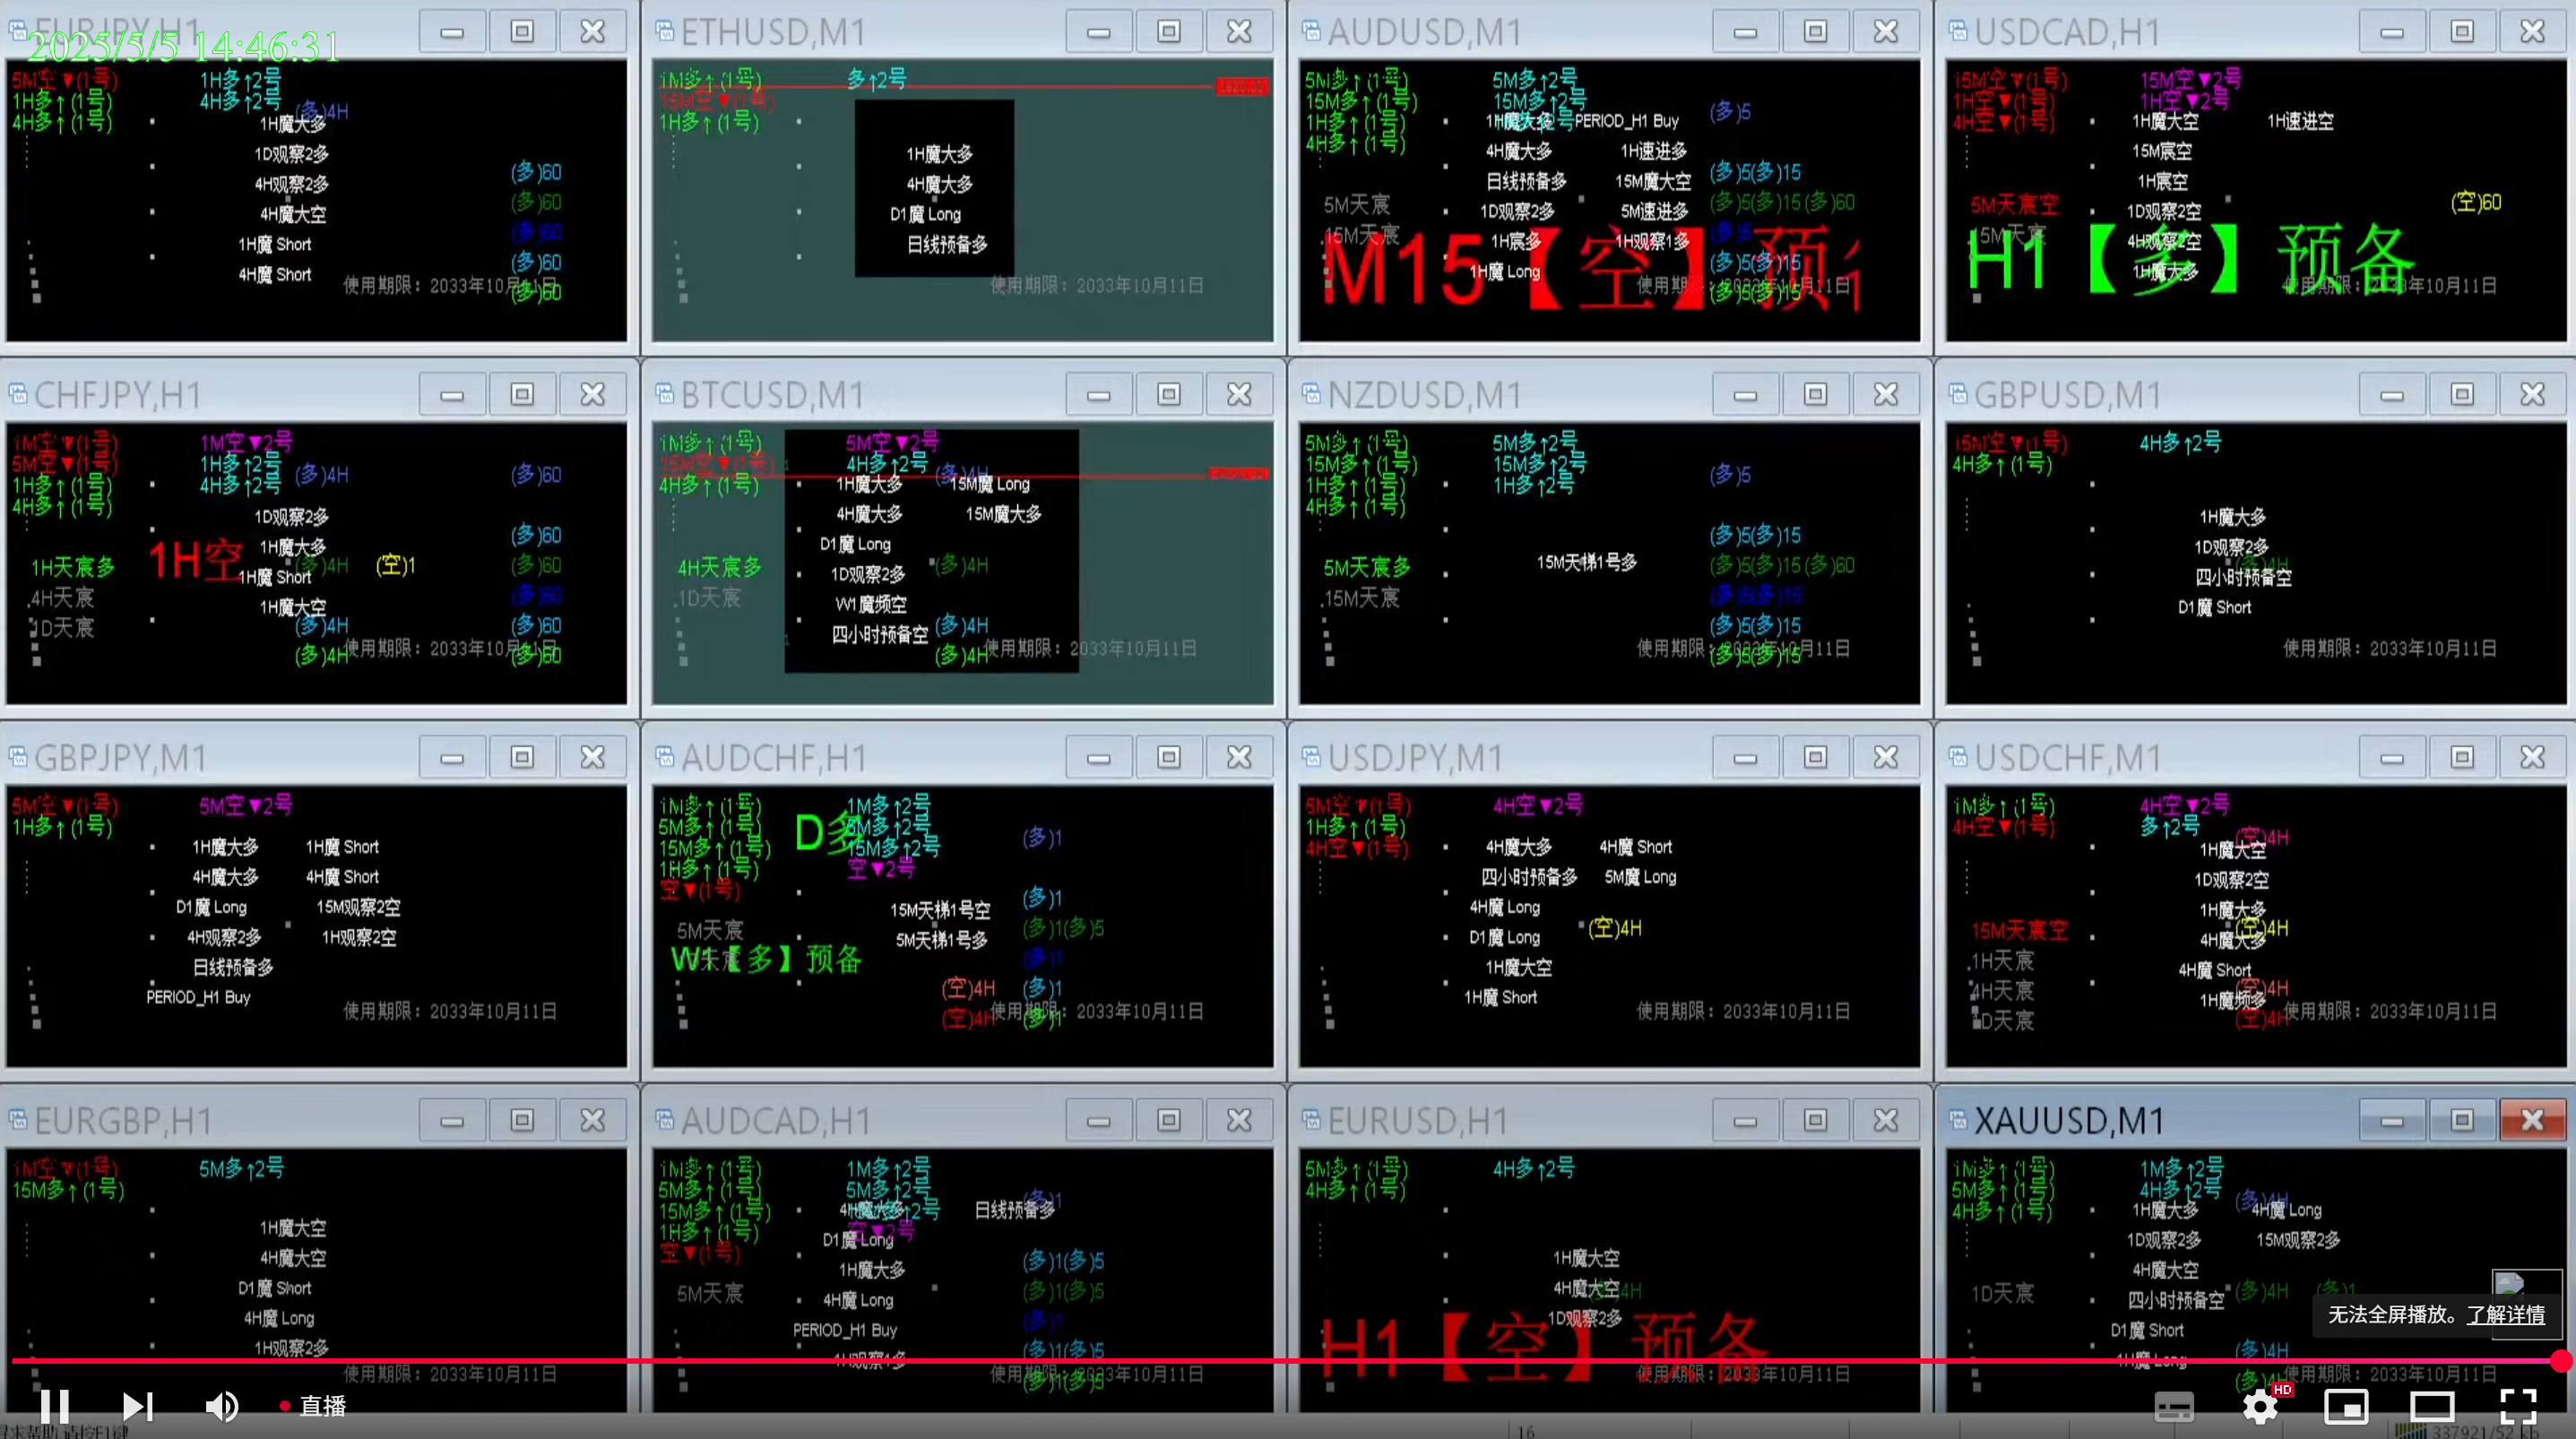 EURJPY,H1
2025/5/5 14:46:31
5M空▼(1号) 1H多↑2号
1H多↑(1号) 4H多↑2号
4H多↑(1号) (多)4H
1H魔大多
1D观察2多
(多)60
4H观察2多
(多)60
4H魔大空
(多)60
1H魔 Short
(多)60
4H魔 Short
使用期限：2033年10月11日
(多)60
ETHUSD,M1
1M多↑(1号) 多↑2号
15M空▼(1号)
1H多↑(1号)
1H魔大多
4H魔大多
D1魔 Long
日线预备多
使用期限：2033年10月11日
AUDUSD,M1
5M多↑(1号) 5M多↑2号
15M多↑(1号) 15M多↑2号
(多)5
1H多↑(1号) 1H魔大多 PERIOD_H1 Buy
4H多↑(1号) 4H魔大多 1H速进多
日线预备多 15M魔大空 (多)5(多)15
5M天宸 1D观察2多 5M速进多 (多)5(多)15(多)60
15M天宸 1H宸多 1H观察1多 (多)5
M15【空】预
1H魔 Long (多)5(多)15
(多)5(多)15
USDCAD,H1
15M空▼(1号) 15M空▼2号
1H空▼(1号) 1H空▼2号
4H空▼(1号) 1H魔大空 1H速进空
15M宸空
1H宸空
5M天宸空 1D观察2空 (空)60
15M天宸 4H观察2空
H1【多】预备
1H魔大多
使用期限：2033年10月11日
CHFJPY,H1
1M空▼(1号) 1M空▼2号
5M空▼(1号) 1H多↑2号
1H多↑(1号) 4H多↑2号 (多)4H (多)60
4H多↑(1号)
1D观察2多
(多)60
1H空 1H魔大多
1H天宸多 (多)4H (空)1 (多)60
1H魔 Short
4H天宸 (多)60
1H魔大空
1D天宸 (多)4H (多)60
使用期限：2033年10月11日
(多)4H (多)60
BTCUSD,M1
1M多↑(1号) 5M空▼2号
15M空▼(1号) 4H多↑2号
(多)4H
4H多↑(1号) 1H魔大多 15M魔 Long
4H魔大多 15M魔大多
D1魔 Long
4H天宸多 1D观察2多 (多)4H
1D天宸 W1魔频空
四小时预备空 (多)4H
(多)4H 使用期限：2033年10月11日
NZDUSD,M1
5M多↑(1号) 5M多↑2号
15M多↑(1号) 15M多↑2号
1H多↑(1号) 1H多↑2号 (多)5
4H多↑(1号)
(多)5(多)15
5M天宸多 15M天梯1号多 (多)5(多)15(多)60
15M天宸 (多)5(多)15
(多)5(多)15
使用期限：2033年10月11日
(多)5(多)15
GBPUSD,M1
15M空▼(1号) 4H多↑2号
4H多↑(1号)
1H魔大多
1D观察2多
(多)4H
四小时预备空
D1魔 Short
使用期限：2033年10月11日
GBPJPY,M1
5M空▼(1号) 5M空▼2号
1H多↑(1号)
1H魔大多 1H魔 Short
4H魔大多 4H魔 Short
D1魔 Long 15M观察2空
4H观察2多 1H观察2空
日线预备多
PERIOD_H1 Buy
使用期限：2033年10月11日
AUDCHF,H1
1M多↑(1号) 1M多↑2号
5M多↑(1号) D多 5M多↑2号
15M多↑(1号) 15M多↑2号 (多)1
1H多↑(1号) 空▼2号
空▼(1号)
15M天梯1号空 (多)1
5M天宸 (多)1(多)5
5M天梯1号多
W1【多】预备 (多)1
(空)4H (多)1
(空)4H (多)1
使用期限：2033年10月11日
USDJPY,M1
5M空▼(1号) 4H空▼2号
1H多↑(1号)
4H空▼(1号) 4H魔大多 4H魔 Short
四小时预备多 5M魔 Long
4H魔 Long
(空)4H
D1魔 Long
1H魔大空
1H魔 Short
使用期限：2033年10月11日
USDCHF,M1
1M多↑(1号) 4H空▼2号
4H空▼(1号) 多↑2号
(空)4H
1H魔大空
1D观察2空
1H魔大多
15M天宸空 (空)4H
4H魔大多
1H天宸
4H魔 Short
4H天宸 (空)4H
1H魔频多
1D天宸 (空)4H
使用期限：2033年10月11日
EURGBP,H1
1M空▼(1号) 5M多↑2号
15M多↑(1号)
1H魔大空
4H魔大空
D1魔 Short
4H魔 Long
1H观察2多
使用期限：2033年10月11日
AUDCAD,H1
1M多↑(1号) 1M多↑2号
5M多↑(1号) 5M多↑2号
15M多↑(1号) 4H魔大多 日线预备多
1H多↑(1号) 空▼2号
空▼(1号) D1魔 Long
1H魔大多 (多)1(多)5
5M天宸 4H魔 Long (多)1(多)5
PERIOD_H1 Buy (多)1
1H观察1多 (多)1(多)5
使用期限：2033年10月11日
(多)1(多)5
EURUSD,H1
5M多↑(1号) 4H多↑2号
4H多↑(1号)
1H魔大空
4H魔大空
1D观察2多
H1【空】预备
使用期限：2033年10月11日
XAUUSD,M1
1M多↑(1号) 1M多↑2号
5M多↑(1号) 4H多↑2号
4H多↑(1号) 1H魔大多 (多)4H 4H魔 Long
1D观察2多 15M观察2多
4H魔大空
1D天宸 四小时预备空 (多)4H (多)1
D1魔 Short
(多)4H
使用期限：2033年10月11日
无法全屏播放。了解详情
直播
HD
16